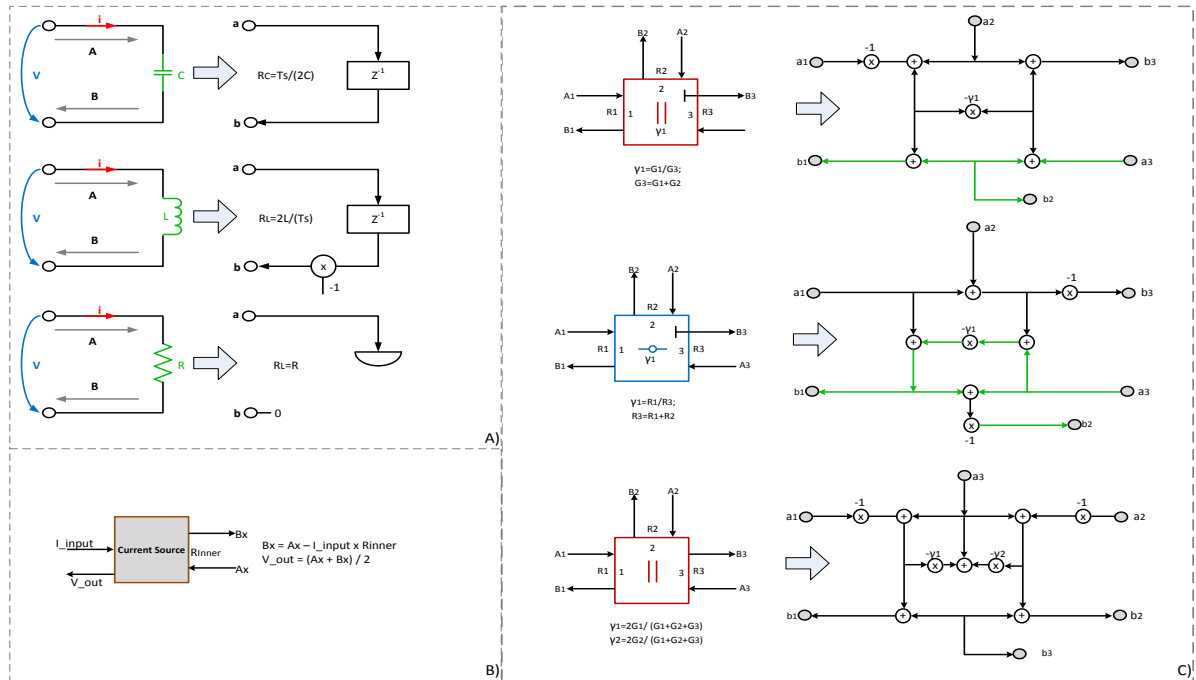 i
A
V
C
B
Rc=Ts/(2C)
a
Z-1
b
i
A
V
L
B
RL=2L/(Ts)
a
Z-1
b
x
-1
i
A
V
R
B
RL=R
a
b
0
A)
I_input
Current Source
RInner
Bx
Ax
V_out
Bx = Ax – I_input x Rinner
V_out = (Ax + Bx) / 2
B)
B2
A2
R2
2
A1
R1
1
γ1
3
R3
B3
B1
γ1=G1/G3;
G3=G1+G2
a2
a1
-1
x
+
+
b3
-γ1
x
b1
+
+
a3
b2
B2
A2
R2
2
A1
R1
1
γ1
3
R3
B3
B1
A3
γ1=R1/R3;
R3=R1+R2
a2
a1
+
-1
x
b3
+
-γ1
x
+
b1
+
a3
x
-1
b2
B2
A2
R2
2
A1
R1
1
3
R3
B3
B1
A3
γ1=2G1/ (G1+G2+G3)
γ2=2G2/ (G1+G2+G3)
a3
a1
-1
x
+
+
-1
x
a2
-γ1
x
+
-γ2
x
b1
+
+
b2
b3
C)